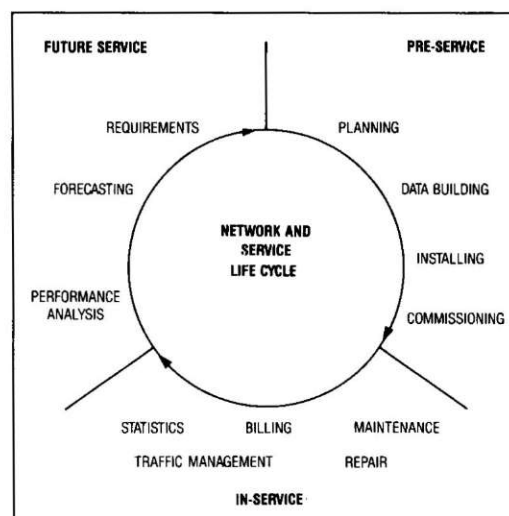 FUTURE SERVICE
PRE-SERVICE
REQUIREMENTS
PLANNING
FORECASTING
DATA BUILDING
NETWORK AND
SERVICE
LIFE CYCLE
INSTALLING
PERFORMANCE
ANALYSIS
COMMISSIONING
STATISTICS
BILLING
MAINTENANCE
TRAFFIC MANAGEMENT
REPAIR
IN-SERVICE